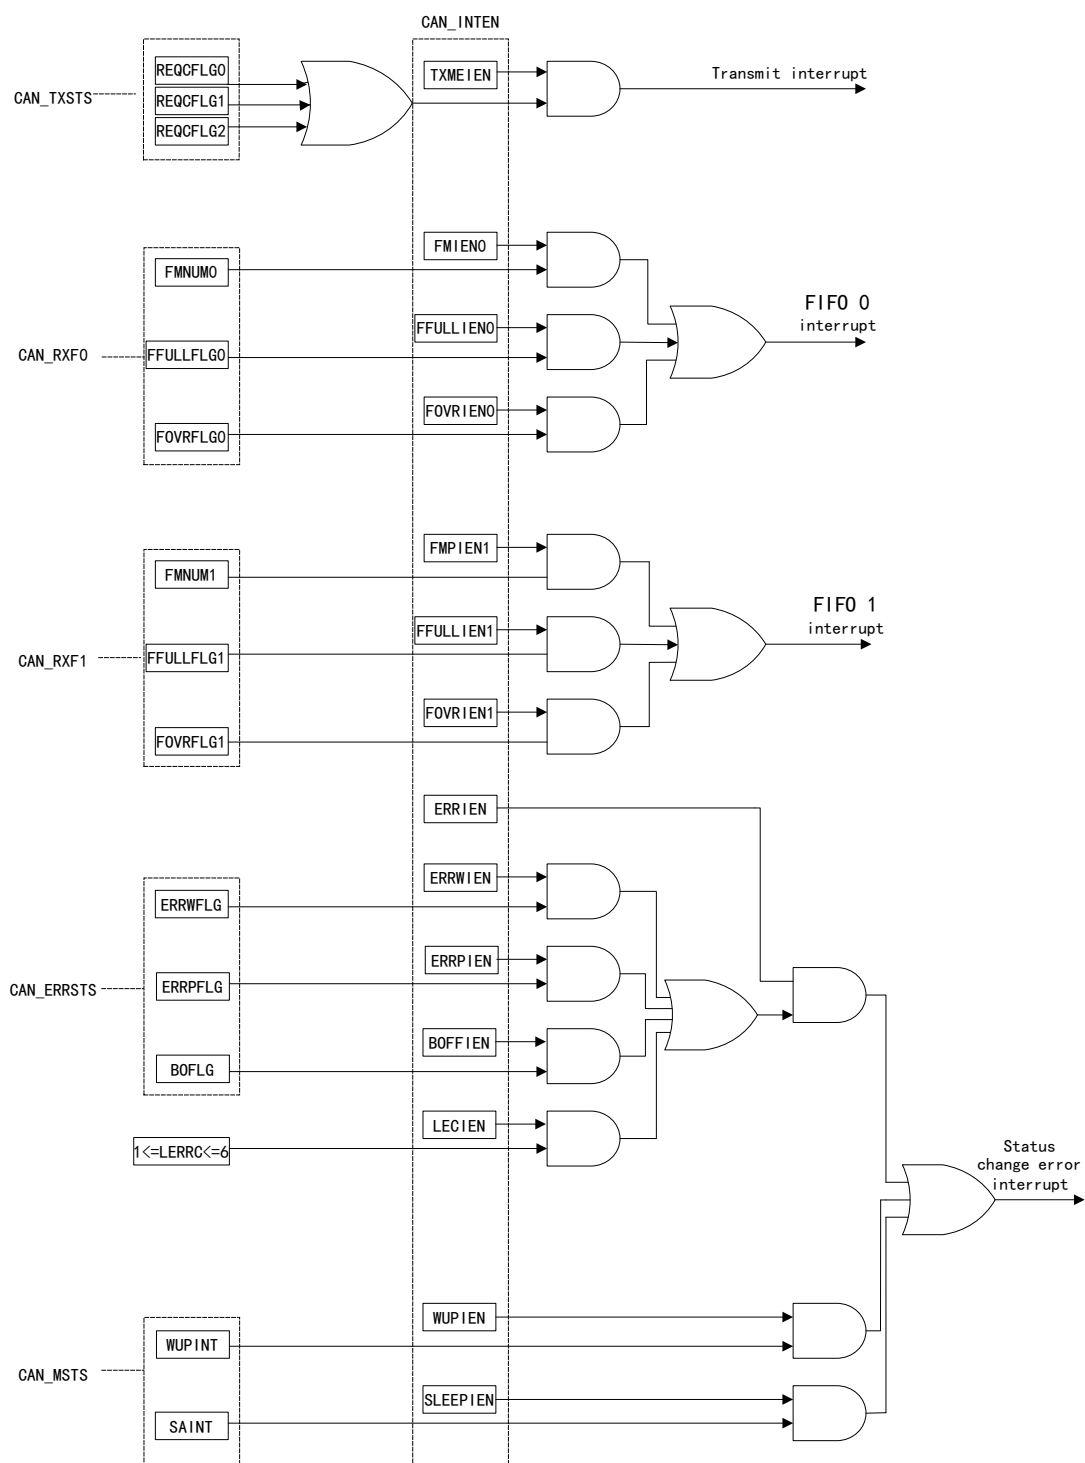 CAN_INTEN
REQCFLG0
TXMEIEN
Transmit interrupt
CAN_TXSTS
REQCFLG1
REQCFLG2
FMIEN0
FMNUM0
FIFO 0
interrupt
FFULLIEN0
CAN_RXF0
FFULLFLG0
FOVRIEN0
FOVRFLG0
FMPIEN1
FMNUM1
FIFO 1
interrupt
FFULLIEN1
CAN_RXF1
FFULLFLG1
FOVRIEN1
FOVRFLG1
ERRIEN
ERRWIEN
ERRWFLG
ERRPIEN
CAN_ERRSTS
ERRPFLG
BOFFIEN
BOFLG
LECIEN
1<=LERRC<=6
Status
change error
interrupt
WUPIEN
WUPINT
CAN_MSTS
SLEEPIEN
SAINT